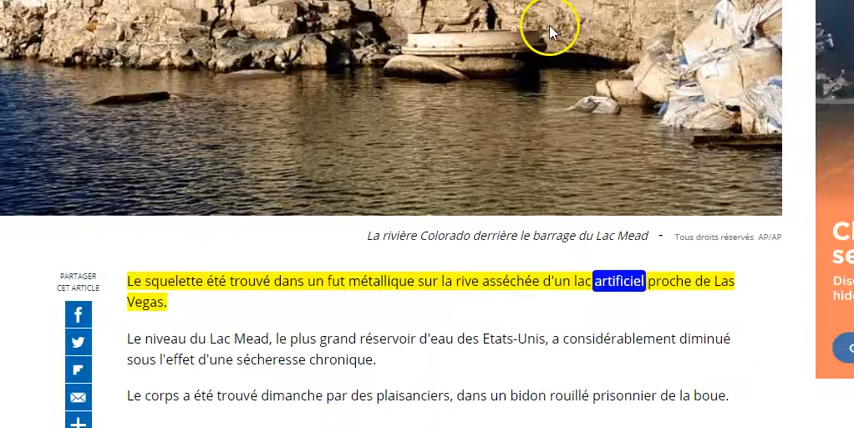 La rivière Colorado derrière le barrage du Lac Mead - Tous droits réservés AP/AP
PARTAGER
CET ARTICLE
Le squelette été trouvé dans un fut métallique sur la rive asséchée d'un lac artificiel proche de Las
Vegas.
Le niveau du Lac Mead, le plus grand réservoir d'eau des Etats-Unis, a considérablement diminué
sous l'effet d'une sécheresse chronique.
Le corps a été trouvé dimanche par des plaisanciers, dans un bidon rouillé prisonnier de la boue.